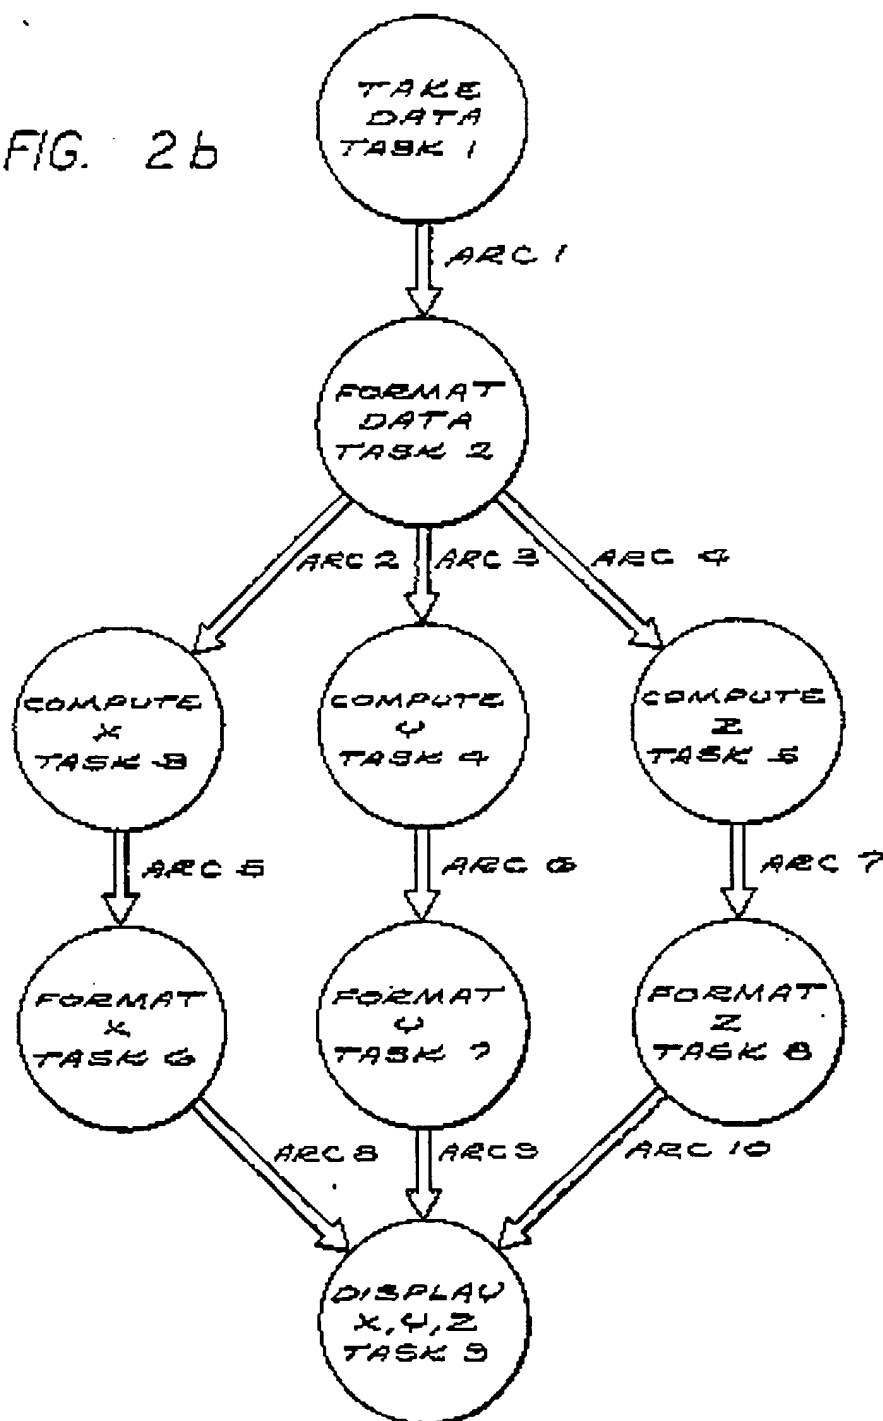 FIG. 2b
TAKE
DATA
TASK 1
ARC 1
FORMAT
DATA
TASK 2
ARC 2
ARC 3
ARC 4
COMPUTE
X
TASK 3
COMPUTE
Y
TASK 4
COMPUTE
Z
TASK 5
ARC 5
ARC 6
ARC 7
FORMAT
X
TASK 6
FORMAT
Y
TASK 7
FORMAT
Z
TASK 8
ARC 8
ARC 9
ARC 10
DISPLAY
X, Y, Z
TASK 9